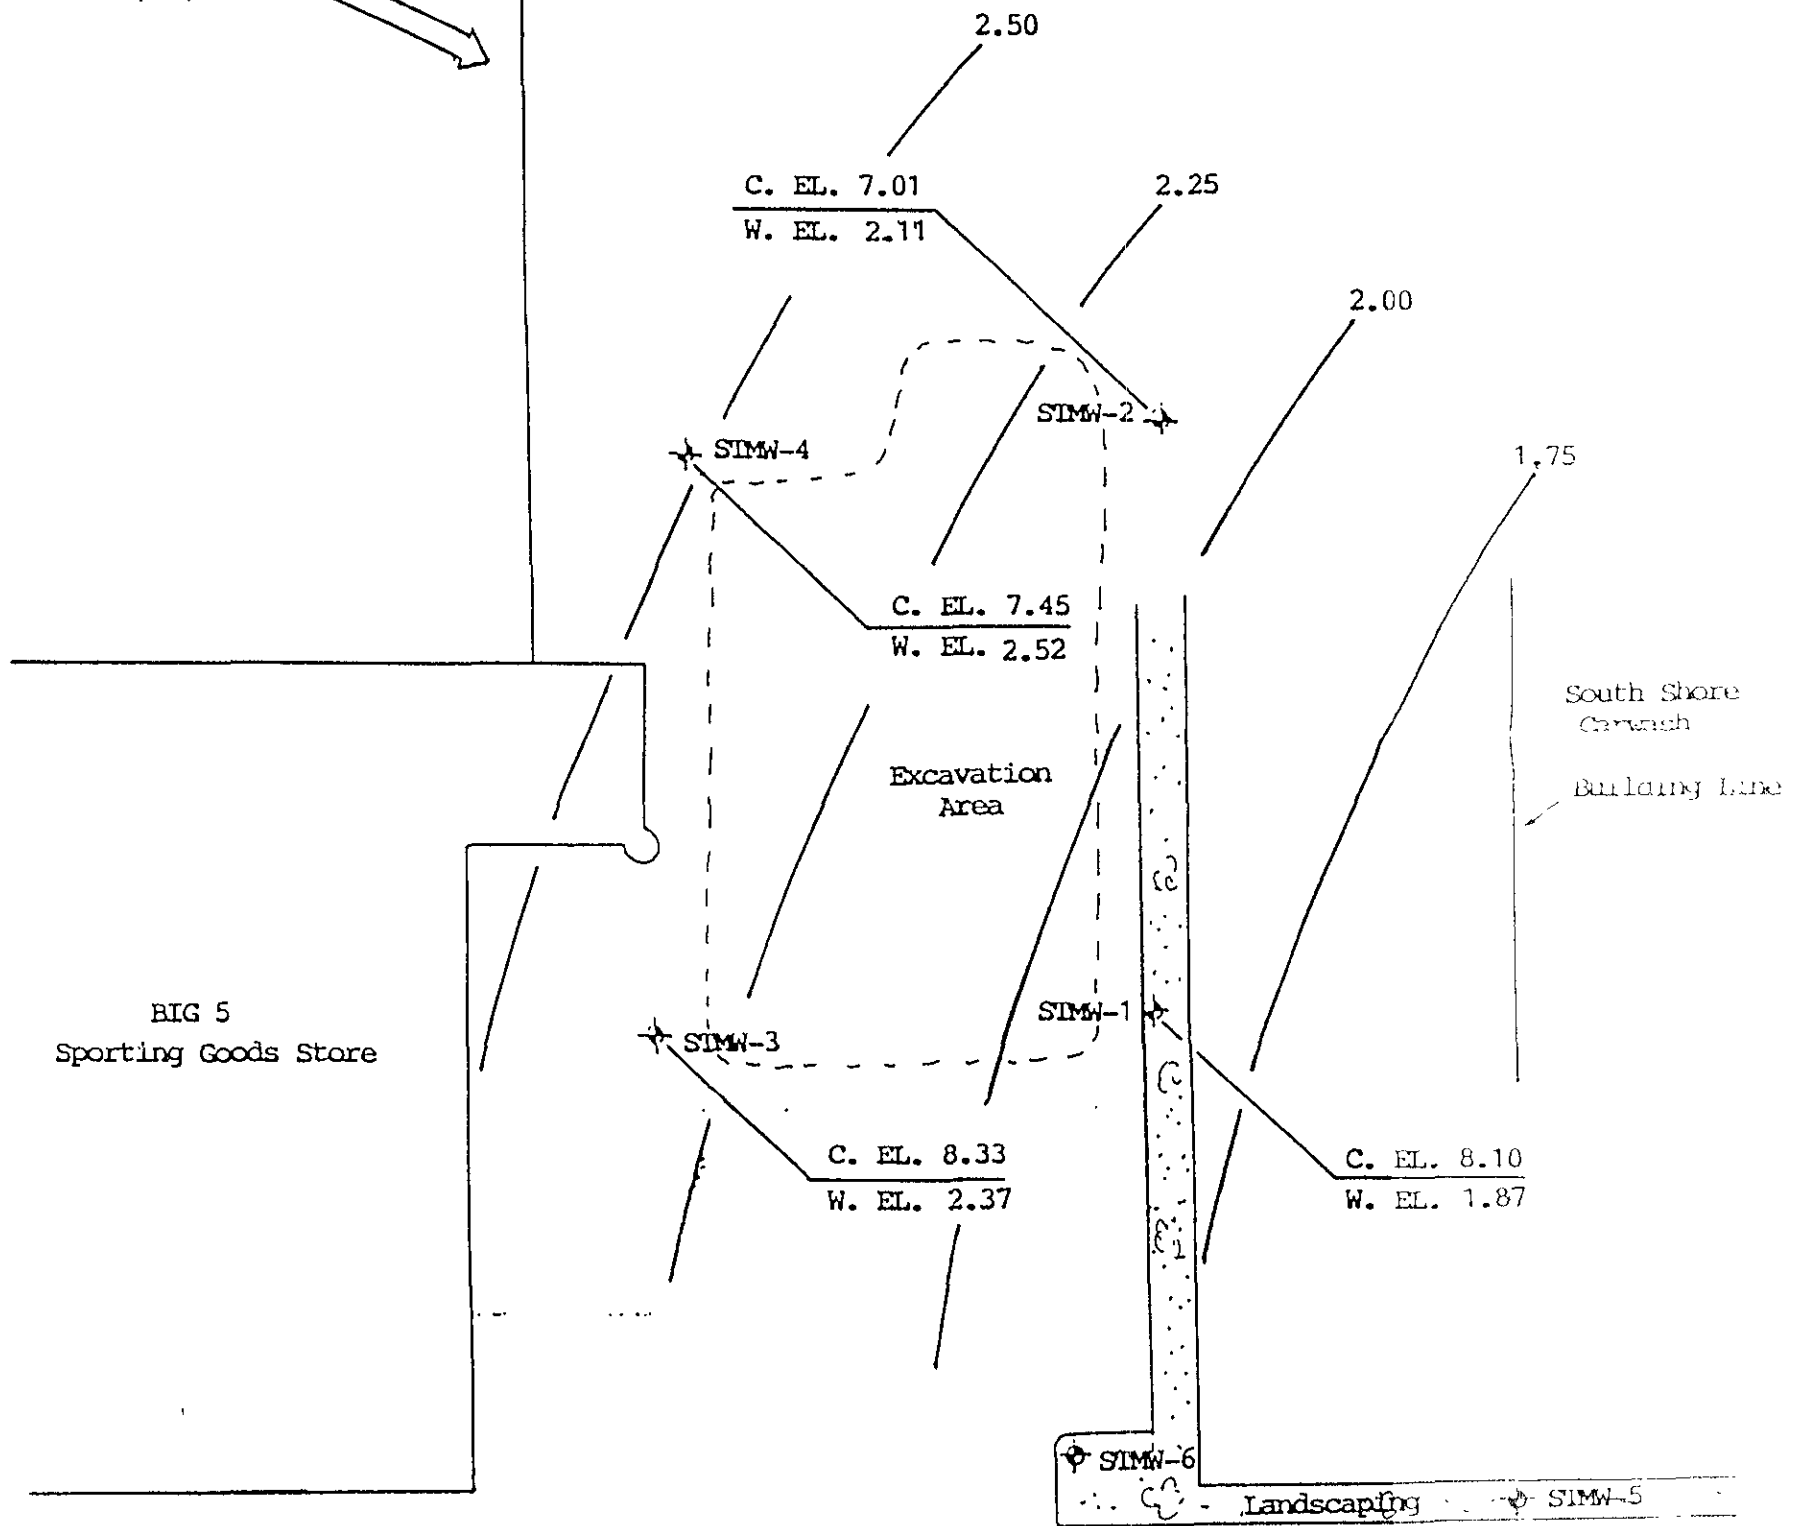 2.50
C. EL. 7.01
W. EL. 2.11
2.25
2.00
STMW-2
STMW-4
1.75
C. EL. 7.45
W. EL. 2.52
South Shore
Carwash
Building Line
Excavation
Area
BIG 5
Sporting Goods Store
STMW-1
STMW-3
C. EL. 8.33
W. EL. 2.37
C. EL. 8.10
W. EL. 1.87
STMW-6
Landscaping
STMW-5